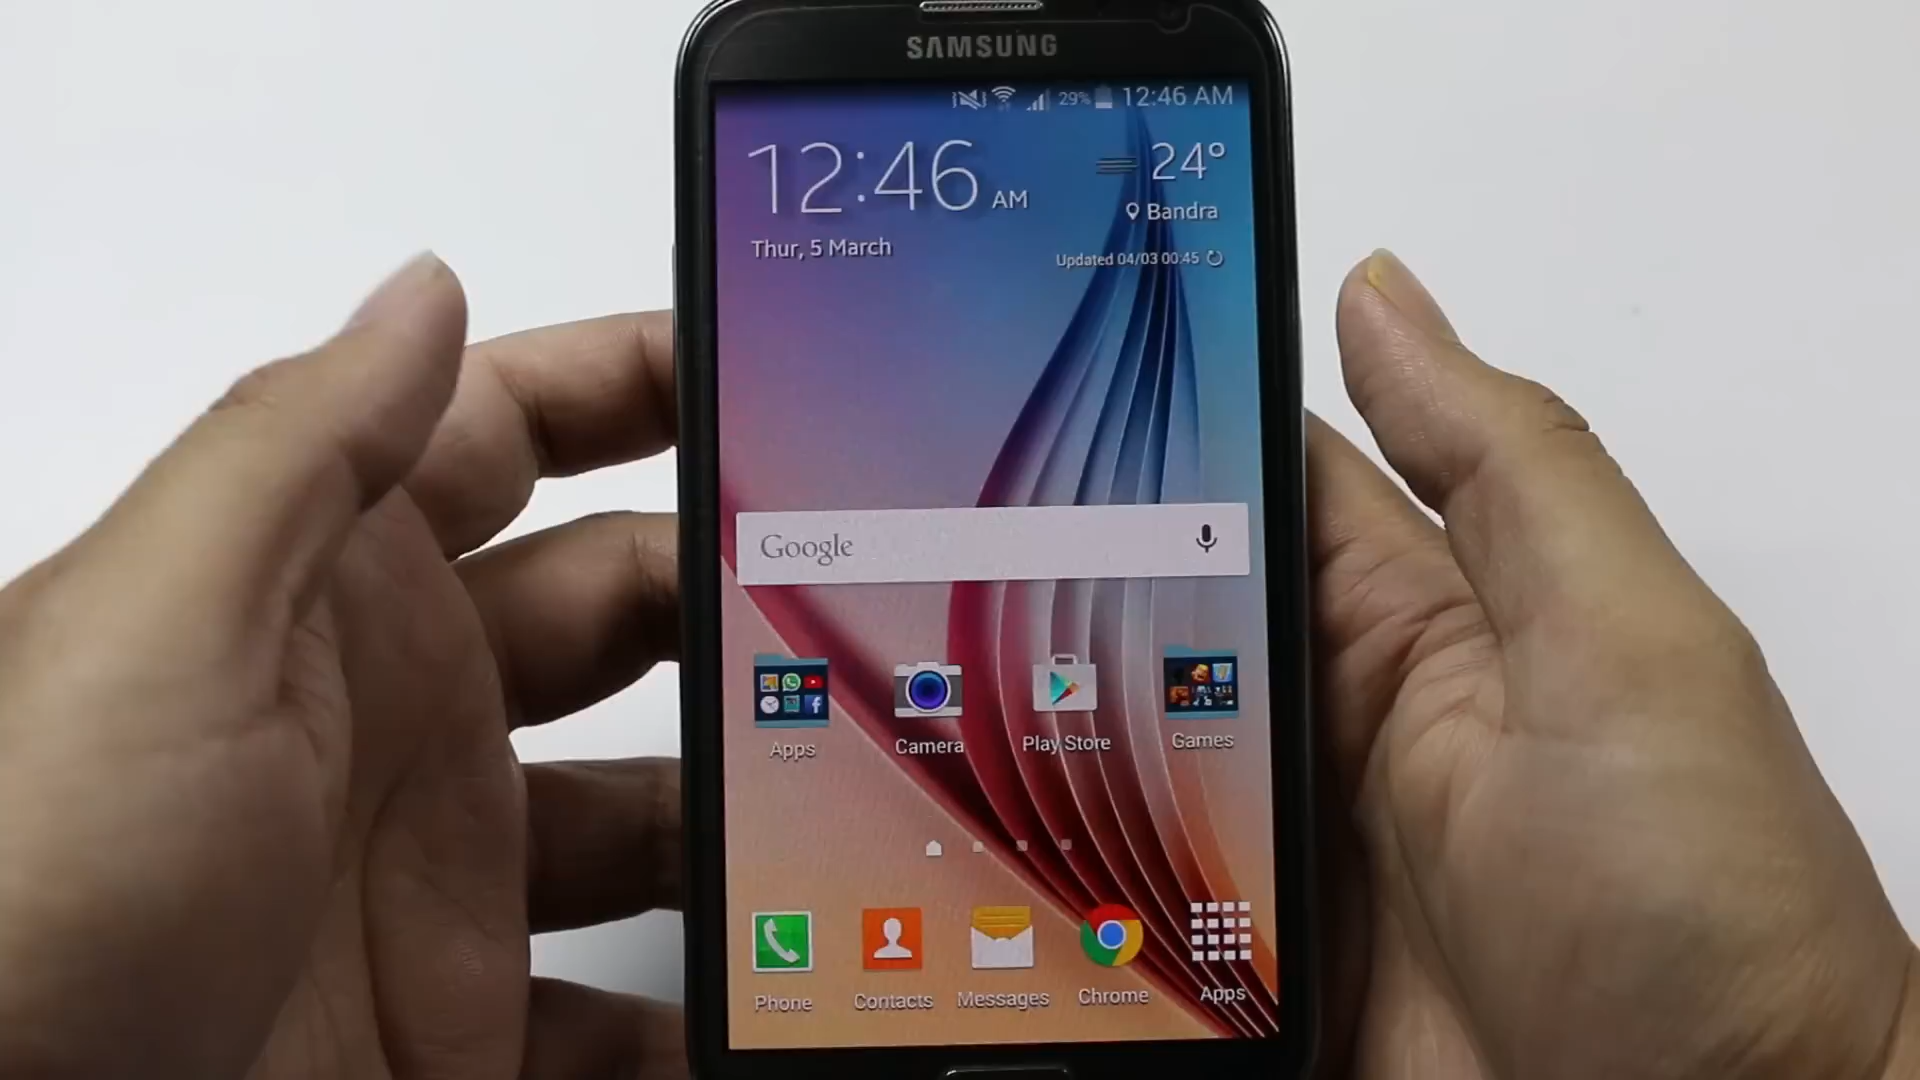 SAMSUNG
29% 12:46 AM
12:46 AM
24°
Bandra
Thur, 5 March
Updated 04/03 00:45
Google
Apps Camera Play Store Games
Phone Contacts Messages Chrome Apps